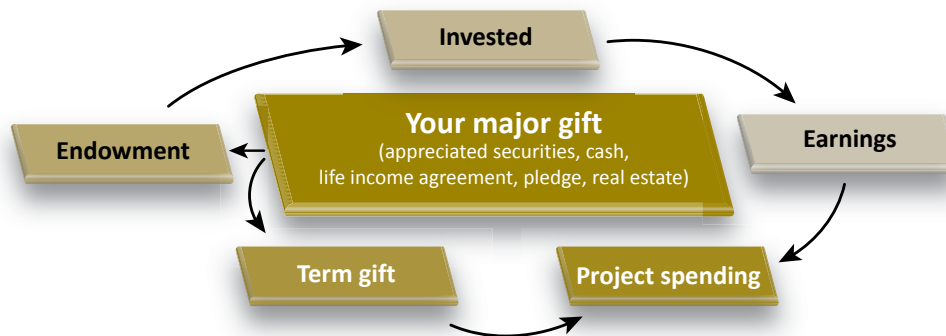 Invested
Your major gift
(appreciated securities, cash,
life income agreement, pledge, real estate)
Endowment
Earnings
Term gift
Project spending